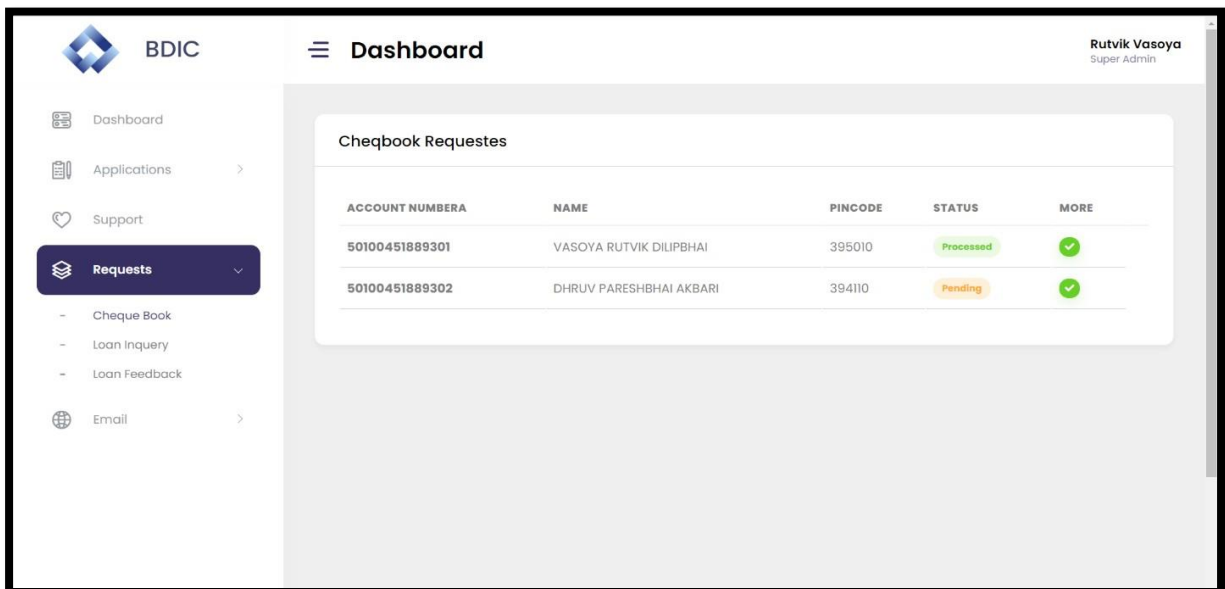 BDIC
Dashboard
Rutvik Vasoya
Super Admin
Dashboard
Applications
Support
Requests
- Cheque Book
- Loan Inquery
- Loan Feedback
Email
Cheqbook Requestes
ACCOUNT NUMBERA NAME PINCODE STATUS MORE
50100451889301 VASOYA RUTVIK DILIPBHAI 395010 Processed
50100451889302 DHRUV PARESHBHAI AKBARI 394110 Pending